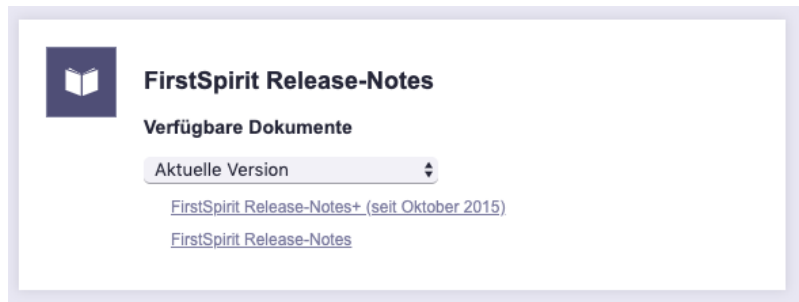 FirstSpirit Release-Notes
Verfügbare Dokumente
Aktuelle Version
FirstSpirit Release-Notes+ (seit Oktober 2015)
FirstSpirit Release-Notes